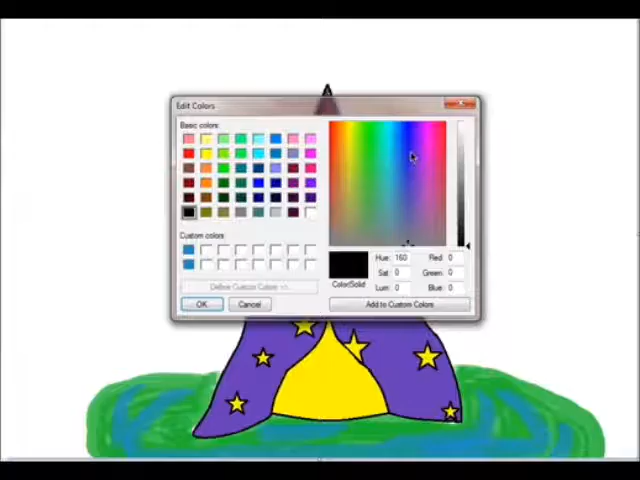 Edit Colors
Basic colors:
Custom colors:
Define Custom Colors >>
OK
Cancel
Color|Solid
Hue: 160
Sat: 0
Lum: 0
Red: 0
Green: 0
Blue: 0
Add to Custom Colors